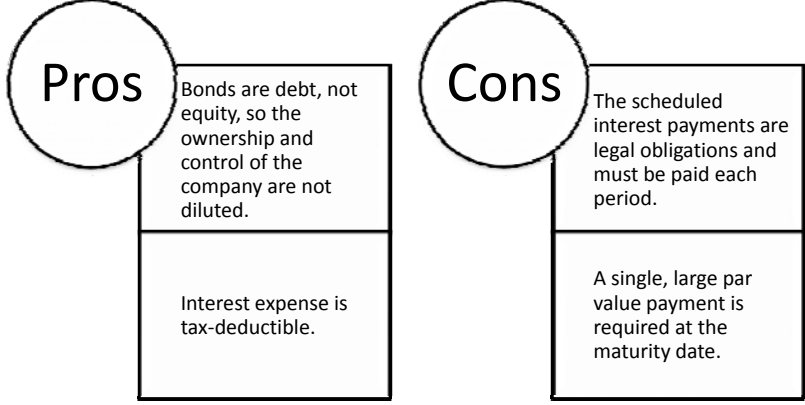 Pros
Bonds are debt, not
equity, so the
ownership and
control of the
company are not
diluted.
Interest expense is
tax-deductible.
Cons
The scheduled
interest payments are
legal obligations and
must be paid each
period.
A single, large par
value payment is
required at the
maturity date.